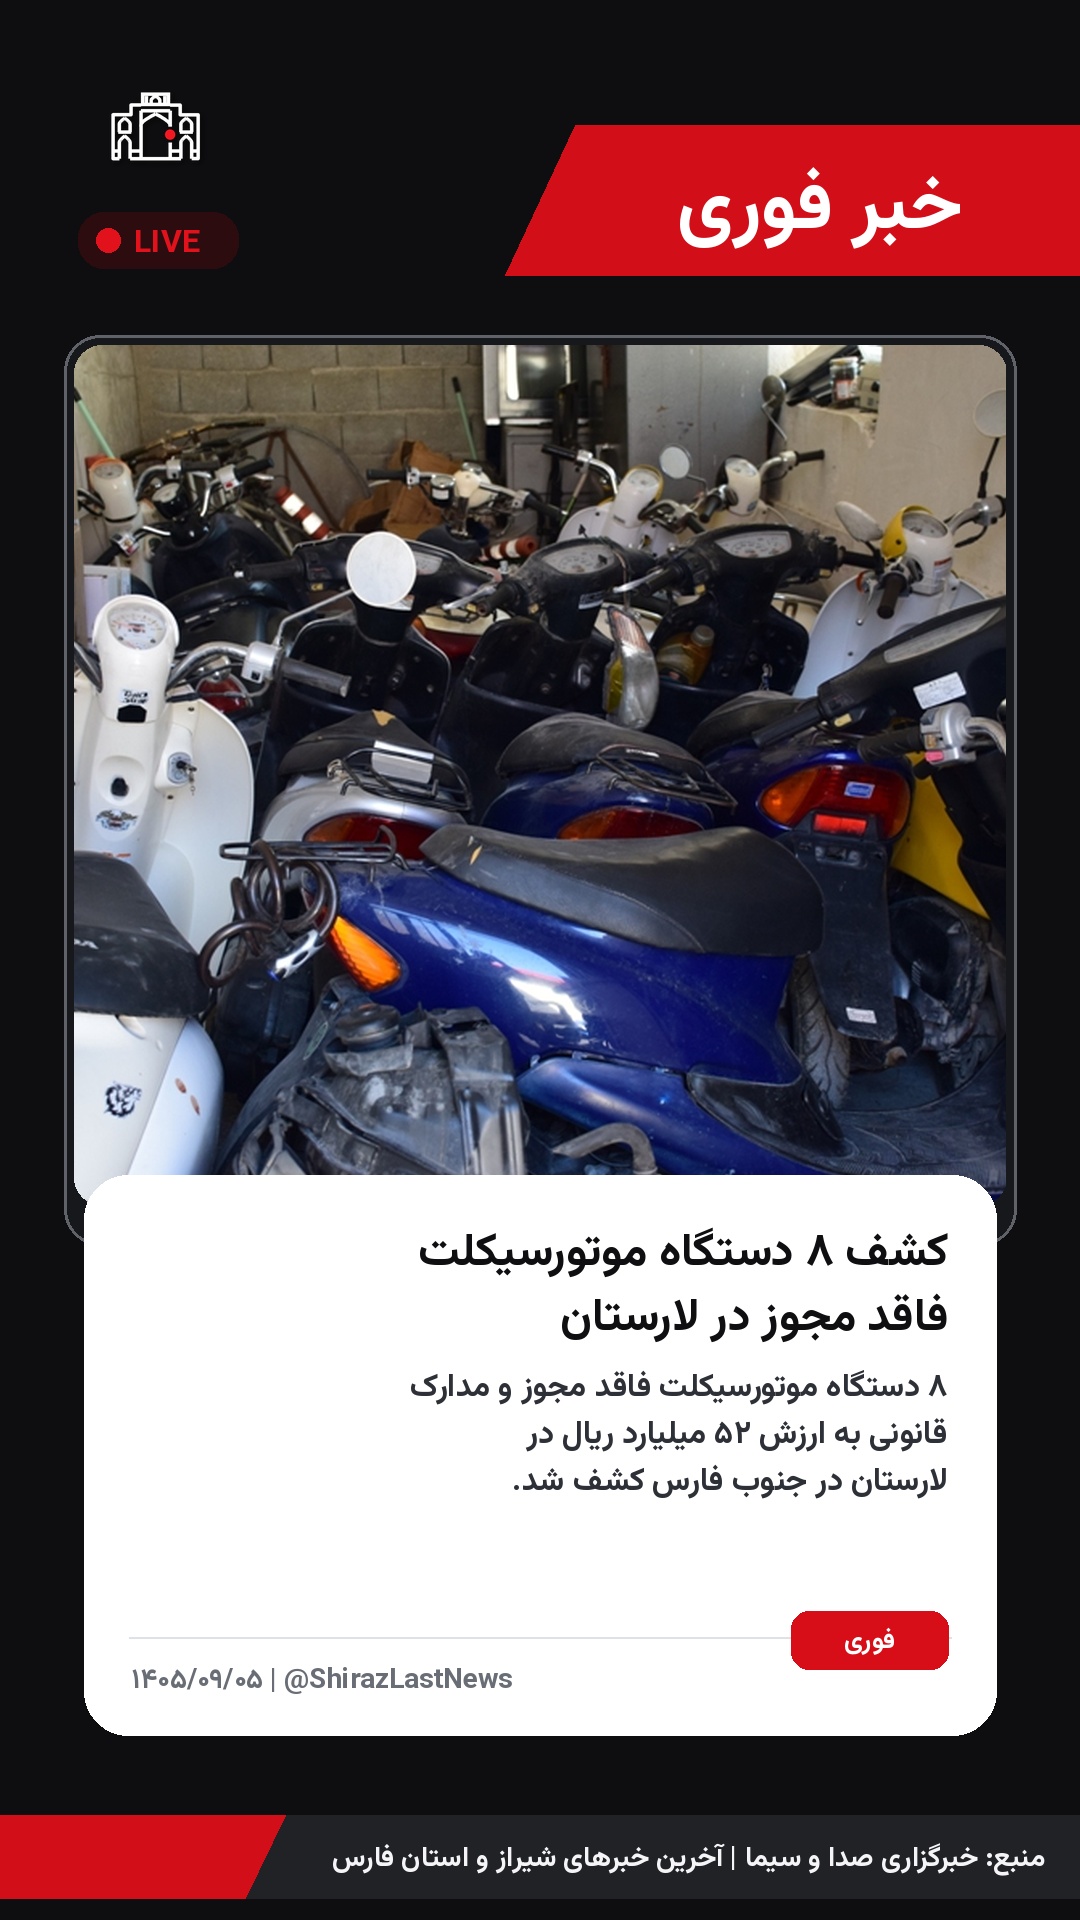 خبر فوری
LIVE
کشف ۸ دستگاه موتورسیکلت
فاقد مجوز در لارستان
۸ دستگاه موتورسیکلت فاقد مجوز و مدارک
قانونی به ارزش ۵۲ میلیارد ریال در
لارستان در جنوب فارس کشف شد.
فوری
۱۴۰۵/۰۹/۰۵ | @ShirazLastNews
منبع: خبرگزاری صدا و سیما | آخرین خبرهای شیراز و استان فارس